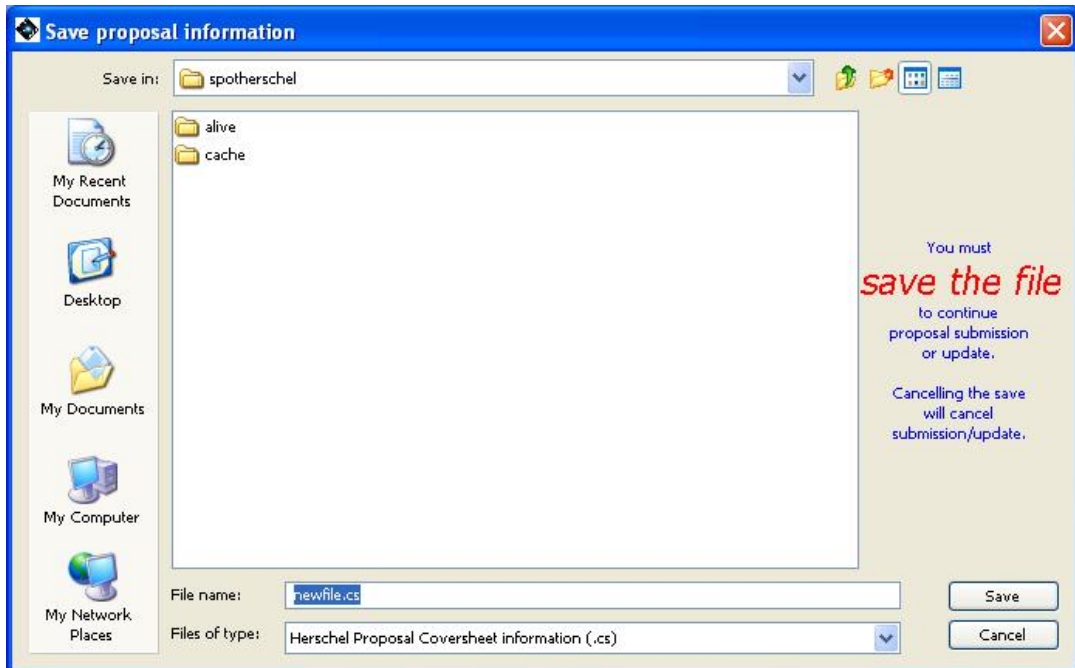 Save proposal information
Save in:
spotherschel
alive
cache
My Recent
Documents
Desktop
My Documents
My Computer
My Network
Places
You must
save the file
to continue
proposal submission
or update.
Cancelling the save
will cancel
submission/update.
File name:
newfile.cs
Save
Files of type:
Herschel Proposal Coversheet information (.cs)
Cancel